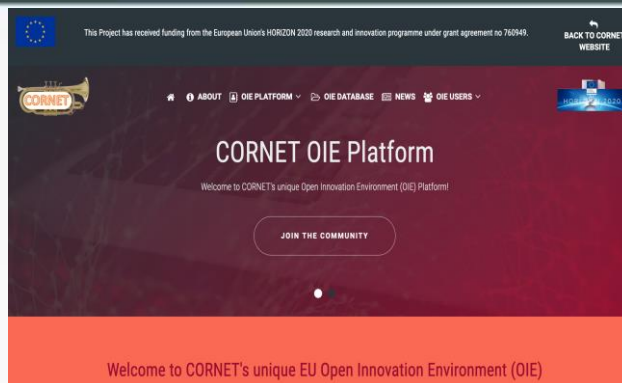 This Project has received funding from the European Union's HORIZON 2020 research and innovation programme under grant agreement no 760949.
BACK TO CORNET
WEBSITE
CORNET
ABOUT OIE PLATFORM OIE DATABASE NEWS OIE USERS
HORIZON 2020
CORNET OIE Platform
Welcome to CORNET's unique Open Innovation Environment (OIE) Platform!
JOIN THE COMMUNITY
Welcome to CORNET's unique EU Open Innovation Environment (OIE)